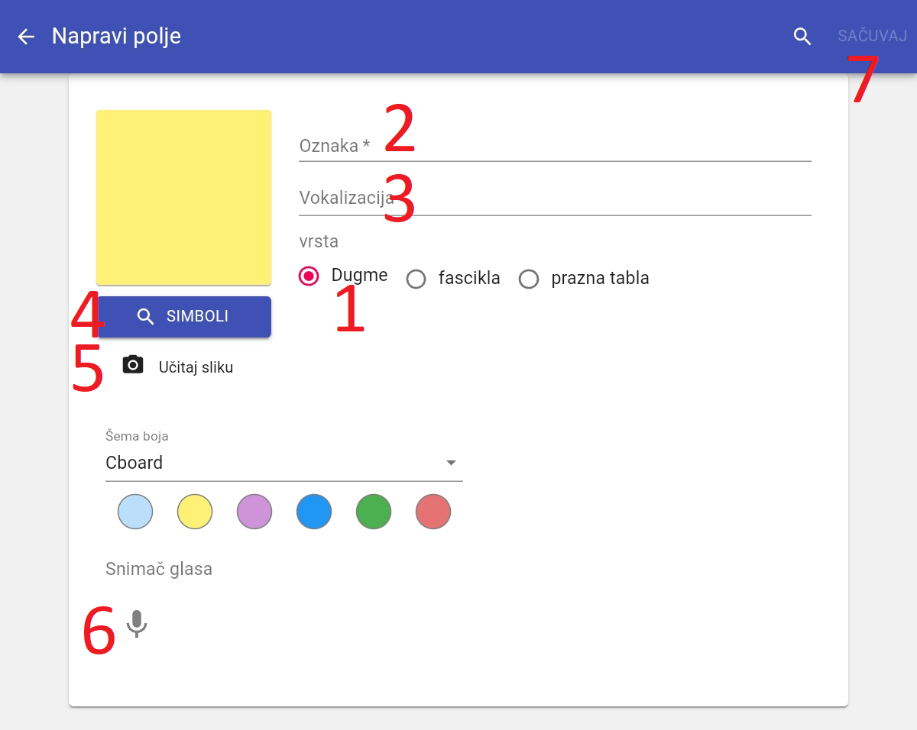 Napravi polje
SAČUVAJ
7
Oznaka *
2
Vokalizacija
3
vrsta
Dugme
fascikla
prazna tabla
1
4
SIMBOLI
5
Učitaj sliku
Šema boja
Cboard
Snimač glasa
6